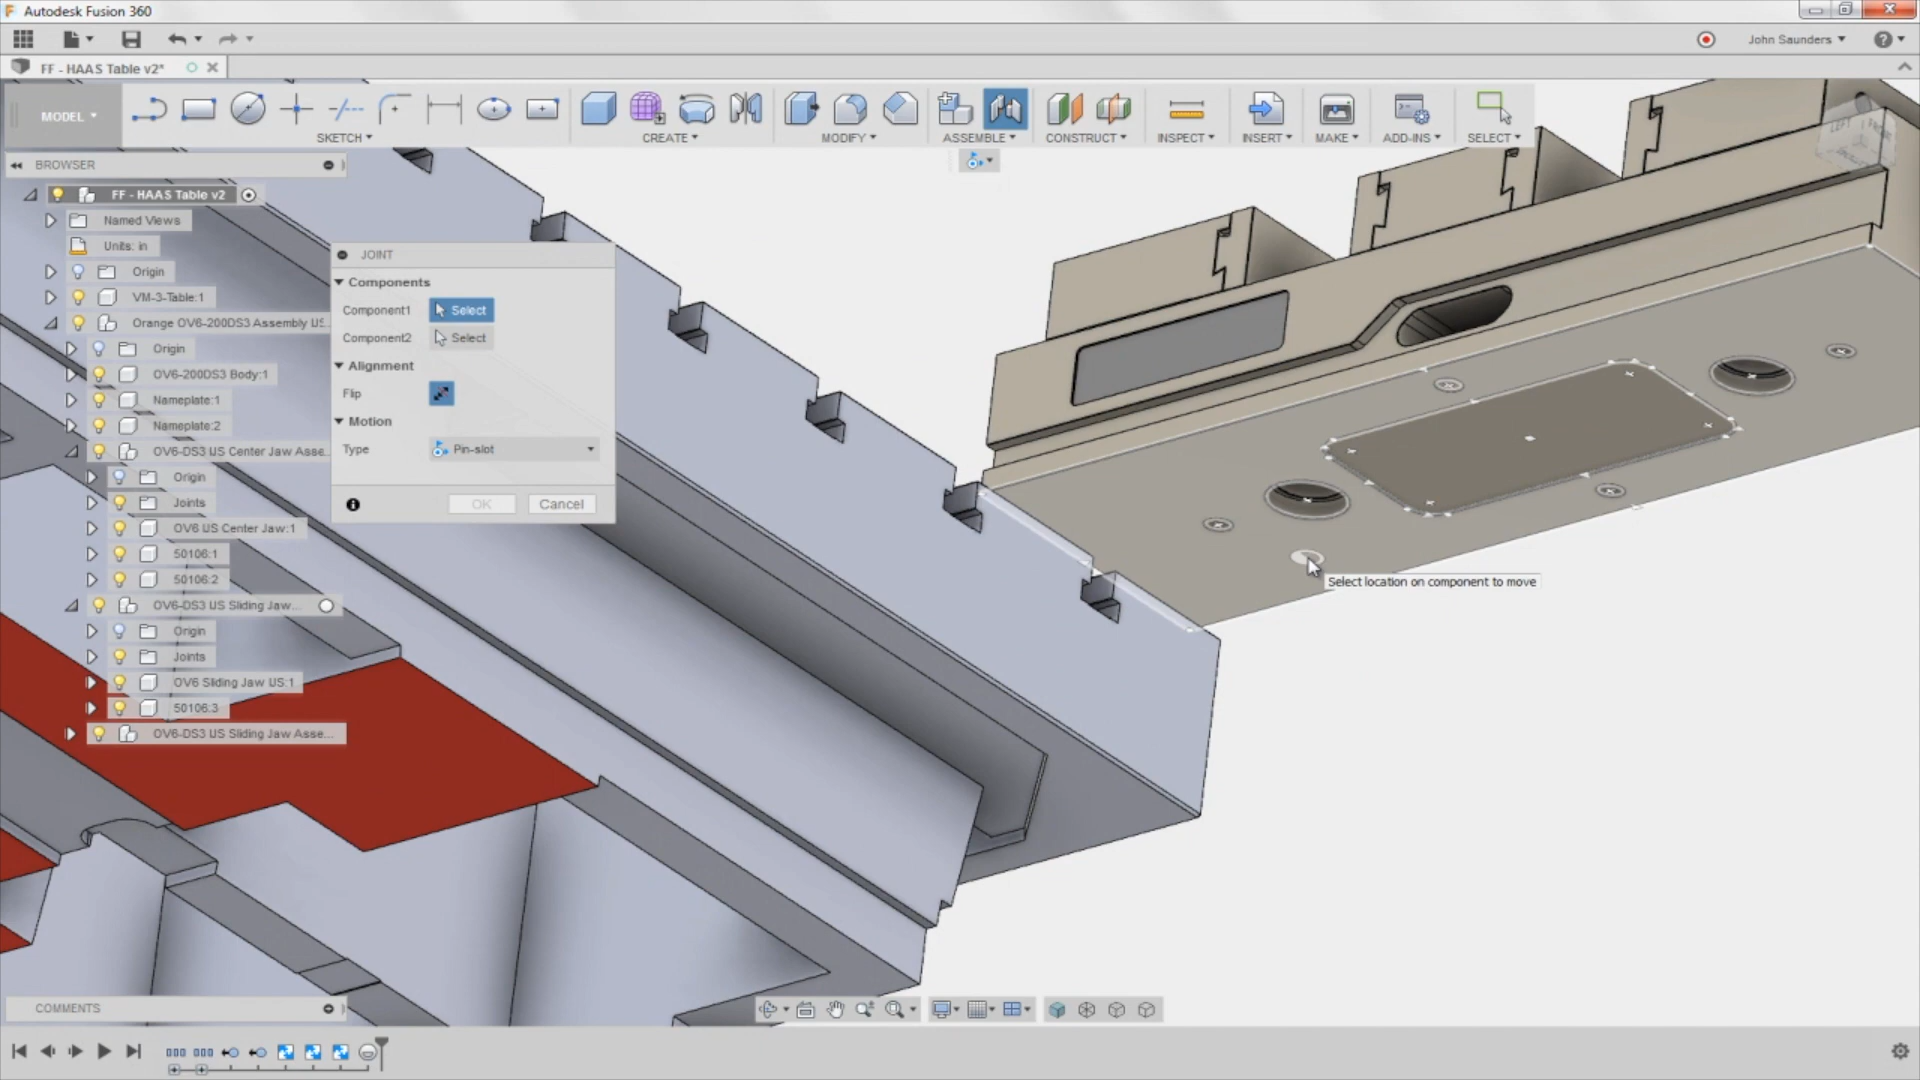 Autodesk Fusion 360
John Saunders
FF - HAAS Table v2*
MODEL
SKETCH
CREATE
MODIFY
ASSEMBLE
CONSTRUCT
INSPECT
INSERT
MAKE
ADD-INS
SELECT
BROWSER
FF - HAAS Table v2
Named Views
Units: in
Origin
VM-3-Table:1
Orange OV6-200DS3 Assembly US...
Origin
OV6-200DS3 Body:1
Nameplate:1
Nameplate:2
OV6-DS3 US Center Jaw Asse...
Origin
Joints
OV6 US Center Jaw:1
50106:1
50106:2
OV6-DS3 US Sliding Jaw...
Origin
Joints
OV6 Sliding Jaw US:1
50106:3
OV6-DS3 US Sliding Jaw Asse...
JOINT
Components
Component1 Select
Component2 Select
Alignment
Flip
Motion
Type Pin-slot
OK Cancel
LEFT
Select location on component to move
COMMENTS